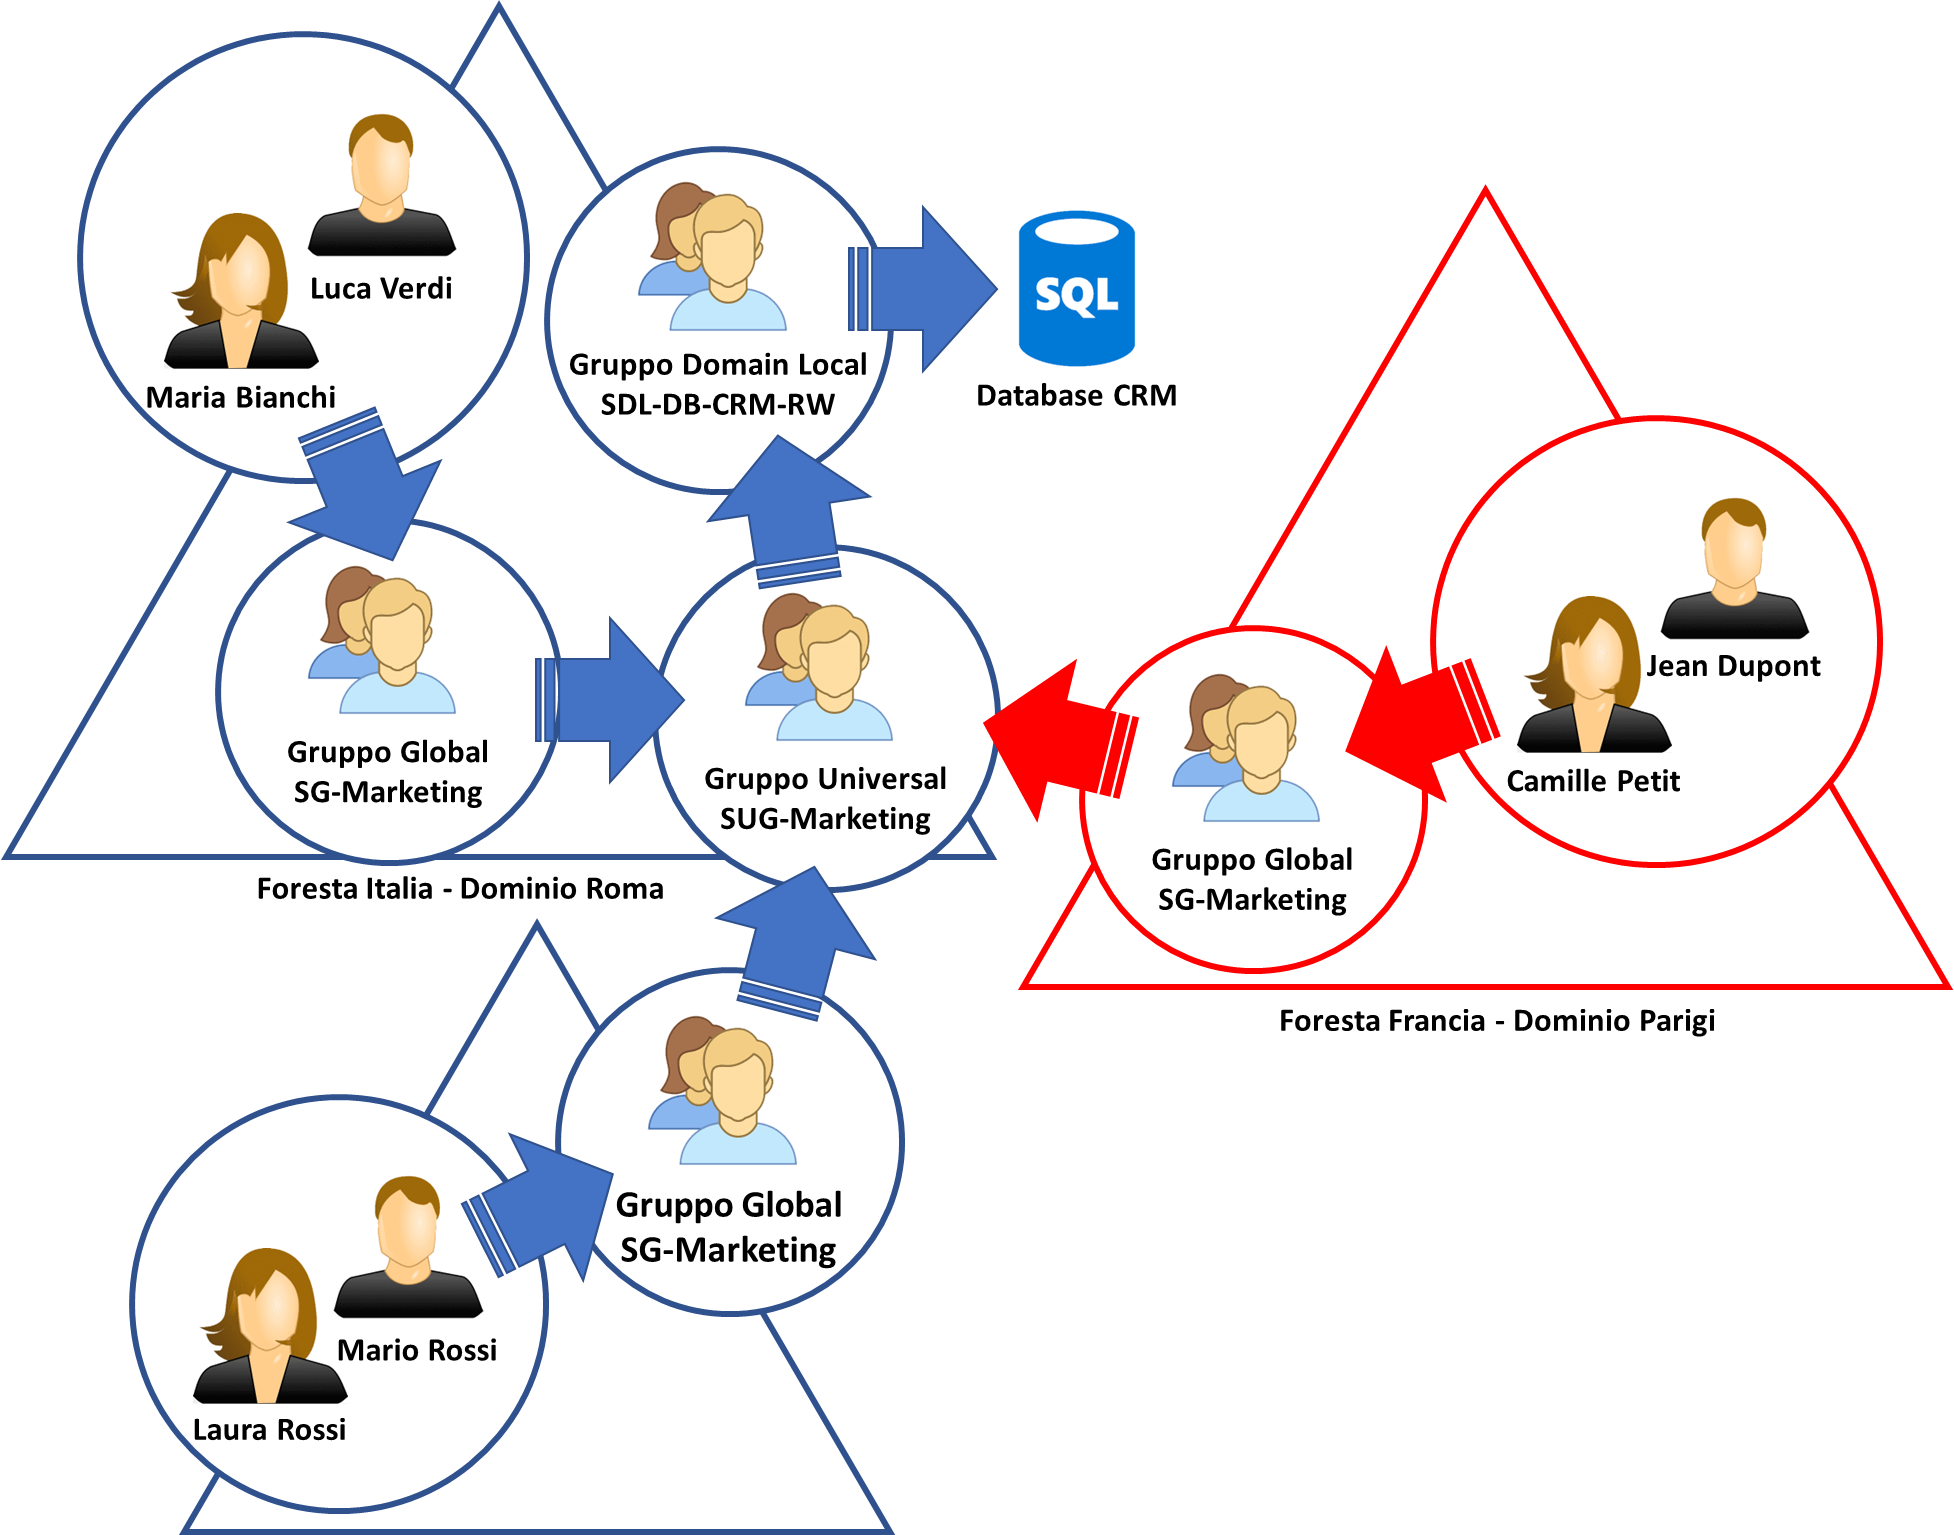 Luca Verdi
Maria Bianchi
Gruppo Domain Local
SDL-DB-CRM-RW
SQL
Database CRM
Gruppo Global
SG-Marketing
Gruppo Universal
SUG-Marketing
Foresta Italia - Dominio Roma
Jean Dupont
Camille Petit
Gruppo Global
SG-Marketing
Foresta Francia - Dominio Parigi
Gruppo Global
SG-Marketing
Mario Rossi
Laura Rossi